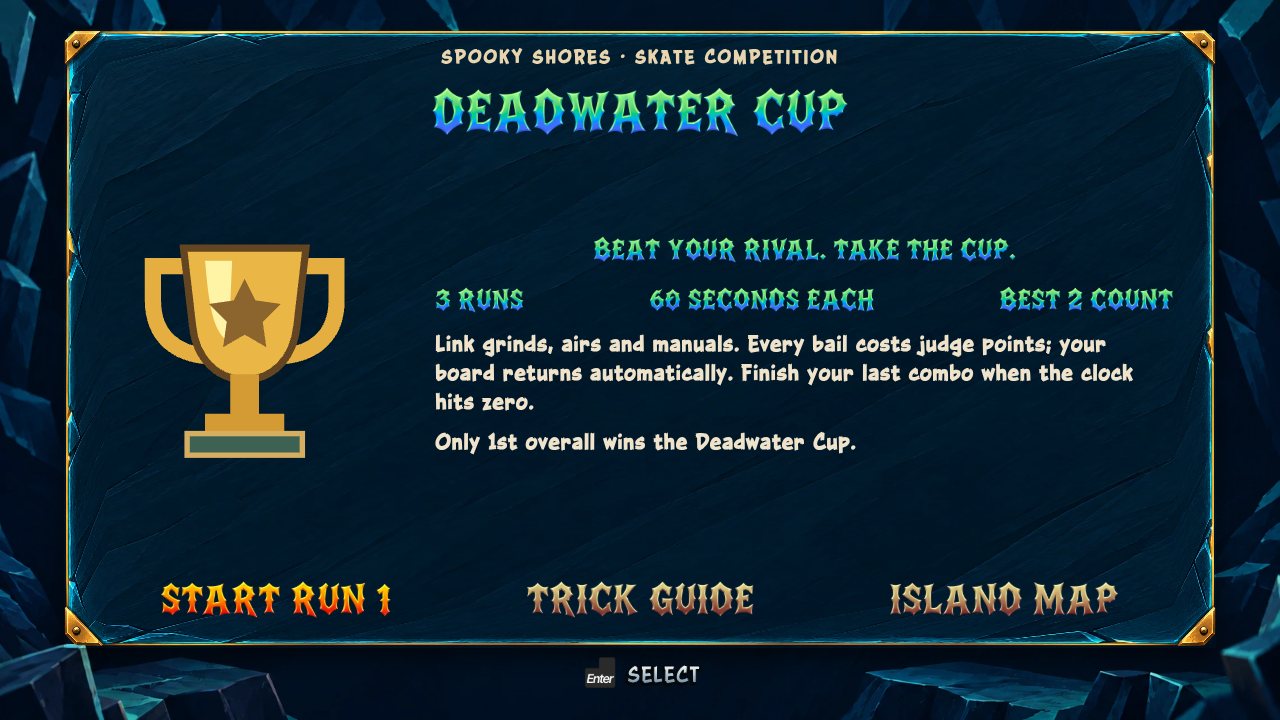 SPOOKY SHORES · SKATE COMPETITION
DEADWATER CUP
BEAT YOUR RIVAL. TAKE THE CUP.
3 RUNS
60 SECONDS EACH
BEST 2 COUNT
Link grinds, airs and manuals. Every bail costs judge points; your
board returns automatically. Finish your last combo when the clock
hits zero.
Only 1st overall wins the Deadwater Cup.
START RUN 1
TRICK GUIDE
ISLAND MAP
Enter SELECT